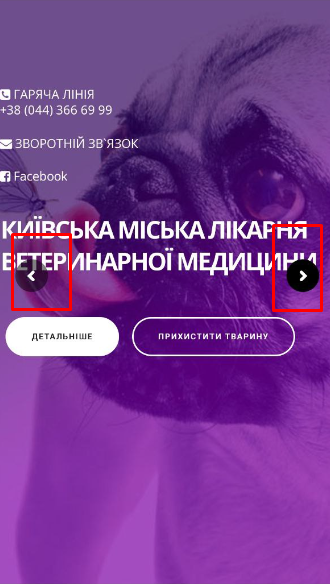 ГАРЯЧА ЛІНІЯ
+38 (044) 366 69 99
ЗВОРОТНІЙ ЗВ`ЯЗОК
Facebook
КИЇВСЬКА МІСЬКА ЛІКАРНЯ
ВЕТЕРИНАРНОЇ МЕДИЦИНИ
ДЕТАЛЬНІШЕ
ПРИХИСТИТИ ТВАРИНУ